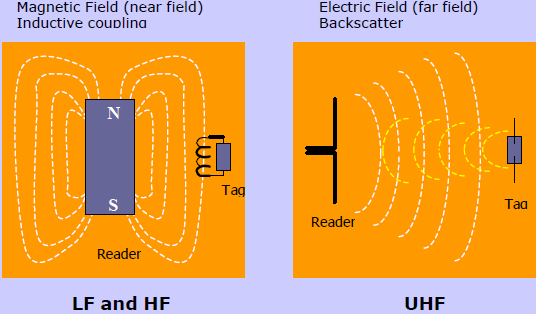 Magnetic Field (near field)
Inductive coupling
Electric Field (far field)
Backscatter
N
S
Tag
Reader
Reader
Tag
LF and HF
UHF